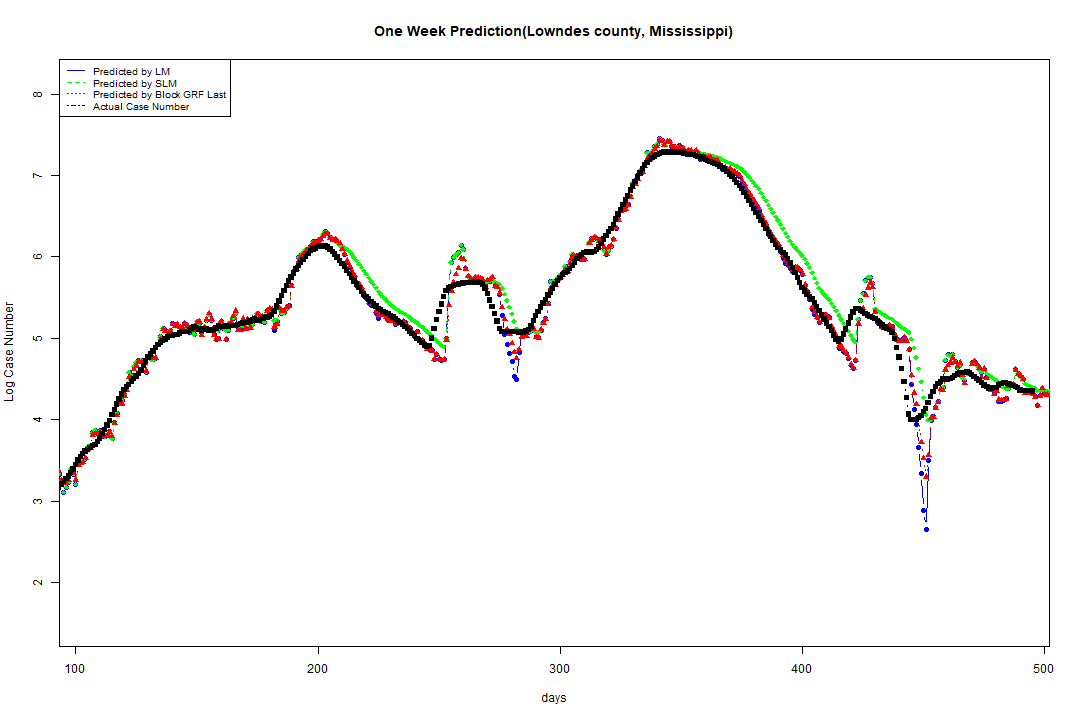 One Week Prediction(Lowndes county, Mississippi)
Predicted by LM
Predicted by SLM
Predicted by Block GRF Last
Actual Case Number
Log Case Number
8
7
6
5
4
3
2
100 200 300 400 500
days